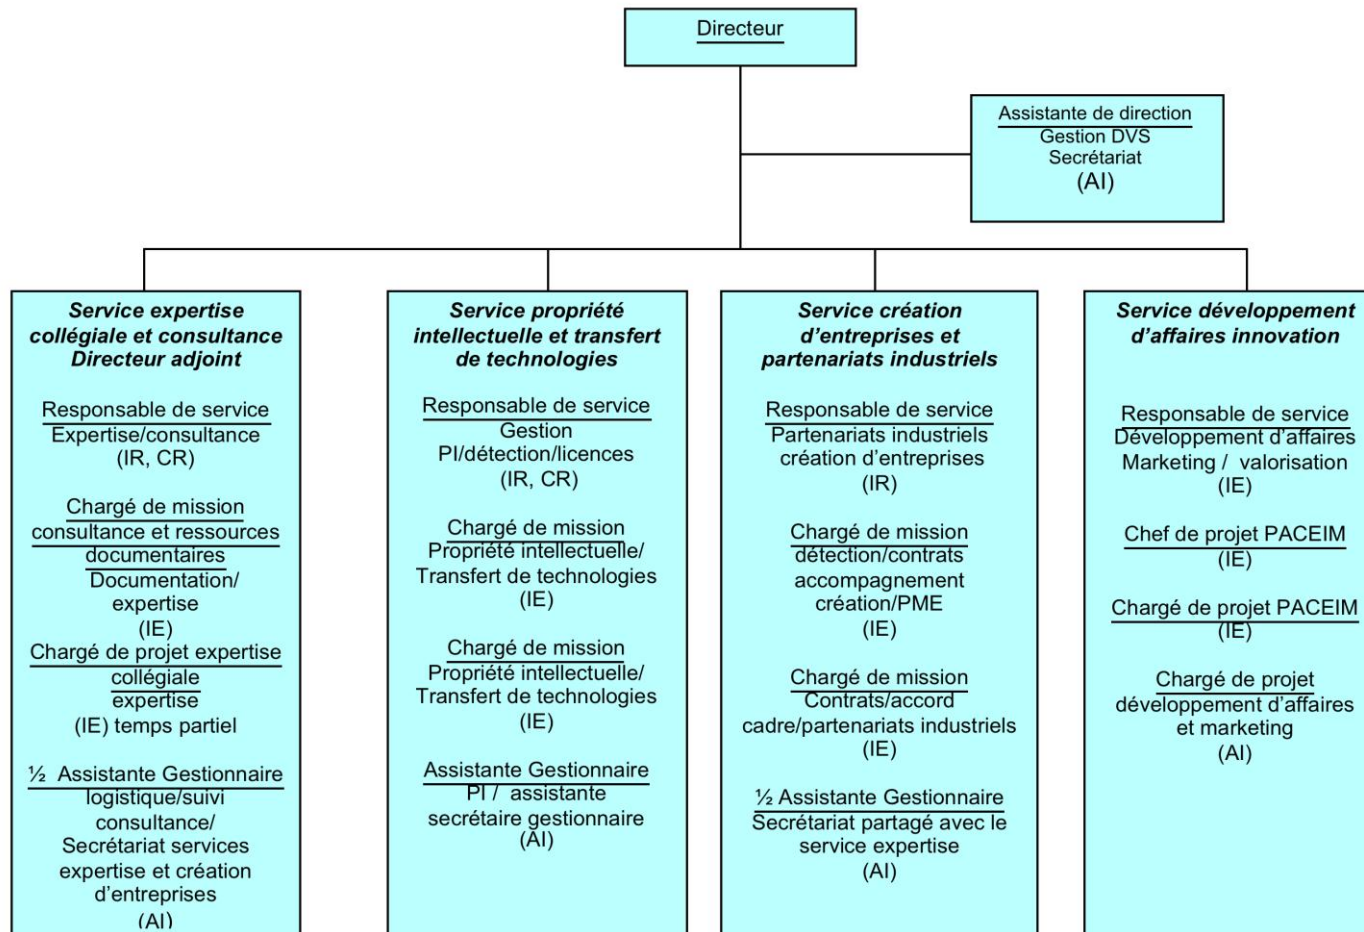 Directeur
Assistante de direction
Gestion DVS
Secrétariat
(AI)
Service expertise
collégiale et consultance
Directeur adjoint
Responsable de service
Expertise/consultance
(IR, CR)
Chargé de mission
consultance et ressources
documentaires
Documentation/
expertise
(IE)
Chargé de projet expertise
collégiale
expertise
(IE) temps partiel
½ Assistante Gestionnaire
logistique/suivi
consultance/
Secrétariat services
expertise et création
d'entreprises
(AI)
Service propriété
intellectuelle et transfert
de technologies
Responsable de service
Gestion
PI/détection/licences
(IR, CR)
Chargé de mission
Propriété intellectuelle/
Transfert de technologies
(IE)
Chargé de mission
Propriété intellectuelle/
Transfert de technologies
(IE)
Assistante Gestionnaire
PI / assistante
secrétaire gestionnaire
(AI)
Service création
d'entreprises et
partenariats industriels
Responsable de service
Partenariats industriels
création d'entreprises
(IR)
Chargé de mission
détection/contrats
accompagnement
création/PME
(IE)
Chargé de mission
Contrats/accord
cadre/partenariats industriels
(IE)
½ Assistante Gestionnaire
Secrétariat partagé avec le
service expertise
(AI)
Service développement
d'affaires innovation
Responsable de service
Développement d'affaires
Marketing / valorisation
(IE)
Chef de projet PACEIM
(IE)
Chargé de projet PACEIM
(IE)
Chargé de projet
développement d'affaires
et marketing
(AI)